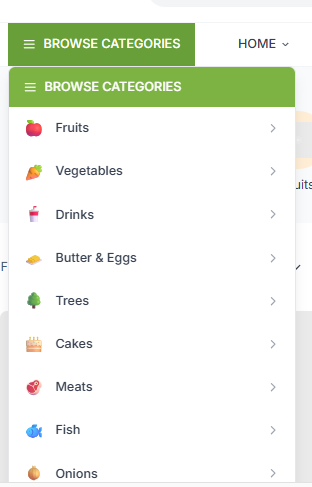 BROWSE CATEGORIES
HOME
BROWSE CATEGORIES
Fruits
Vegetables
uits
Drinks
Butter & Eggs
F
Trees
Cakes
Meats
Fish
Onions